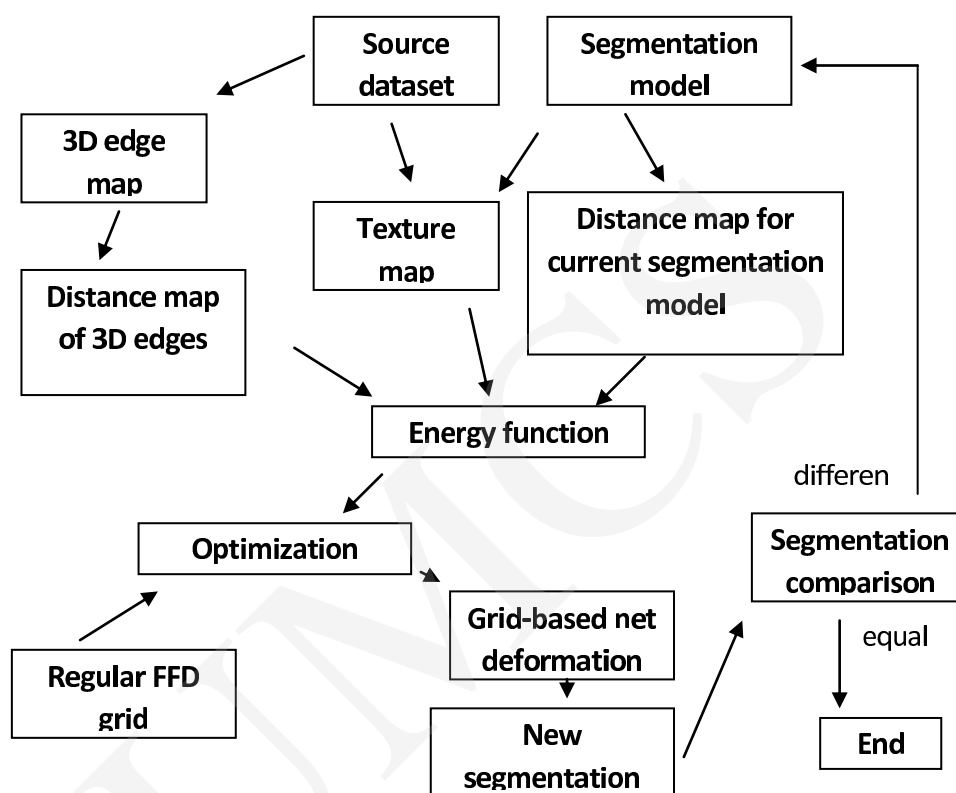 Source
dataset
Segmentation
model
3D edge
map
Texture
map
Distance map for
current segmentation
model
Distance map
of 3D edges
Energy function
differen
Optimization
Segmentation
comparison
Grid-based net
deformation
equal
Regular FFD
grid
New
segmentation
End
UMCS